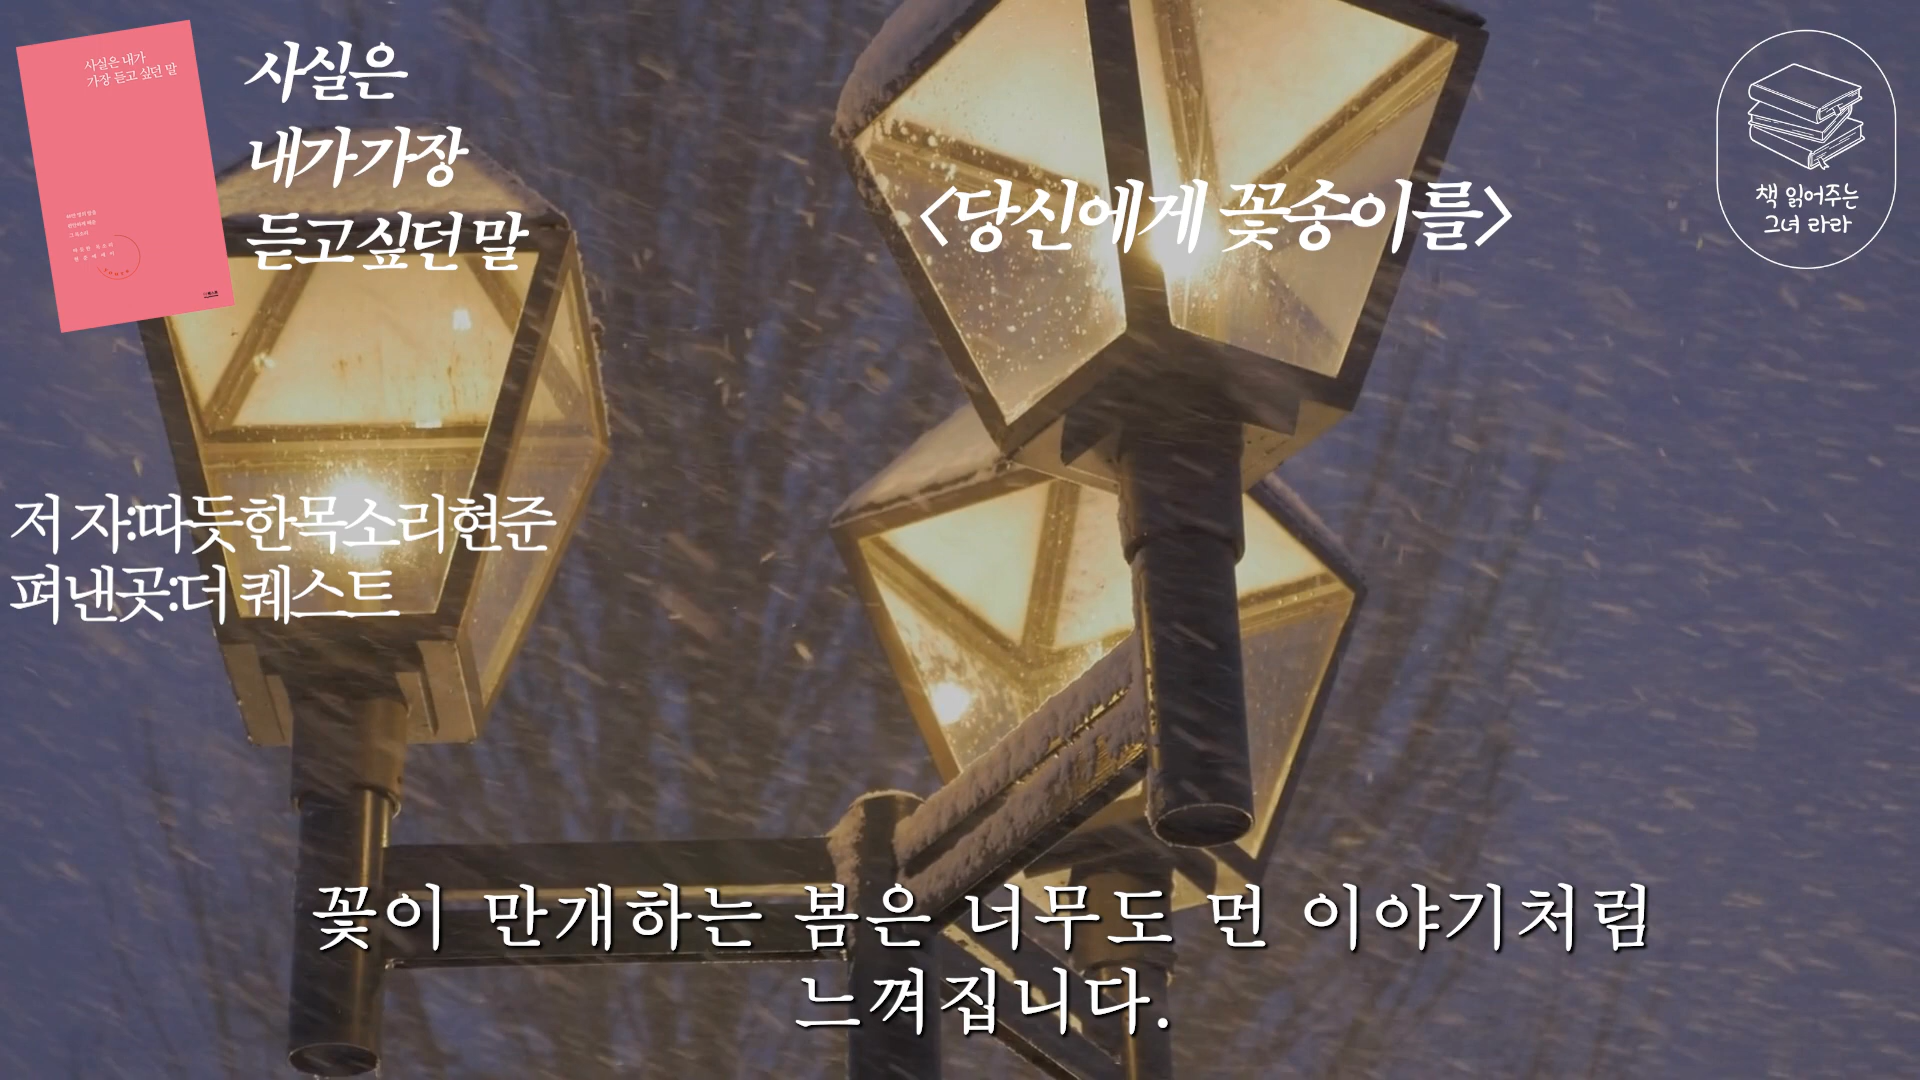 사실은 내가
가장 듣고 싶던 말
사실은
내가가장
듣고싶던 말
<당신에게 꽃송이를>
책 읽어주는
그녀 라라
저 자:따듯한목소리현준
펴낸곳:더 퀘스트
꽃이 만개하는 봄은 너무도 먼 이야기처럼
느껴집니다.